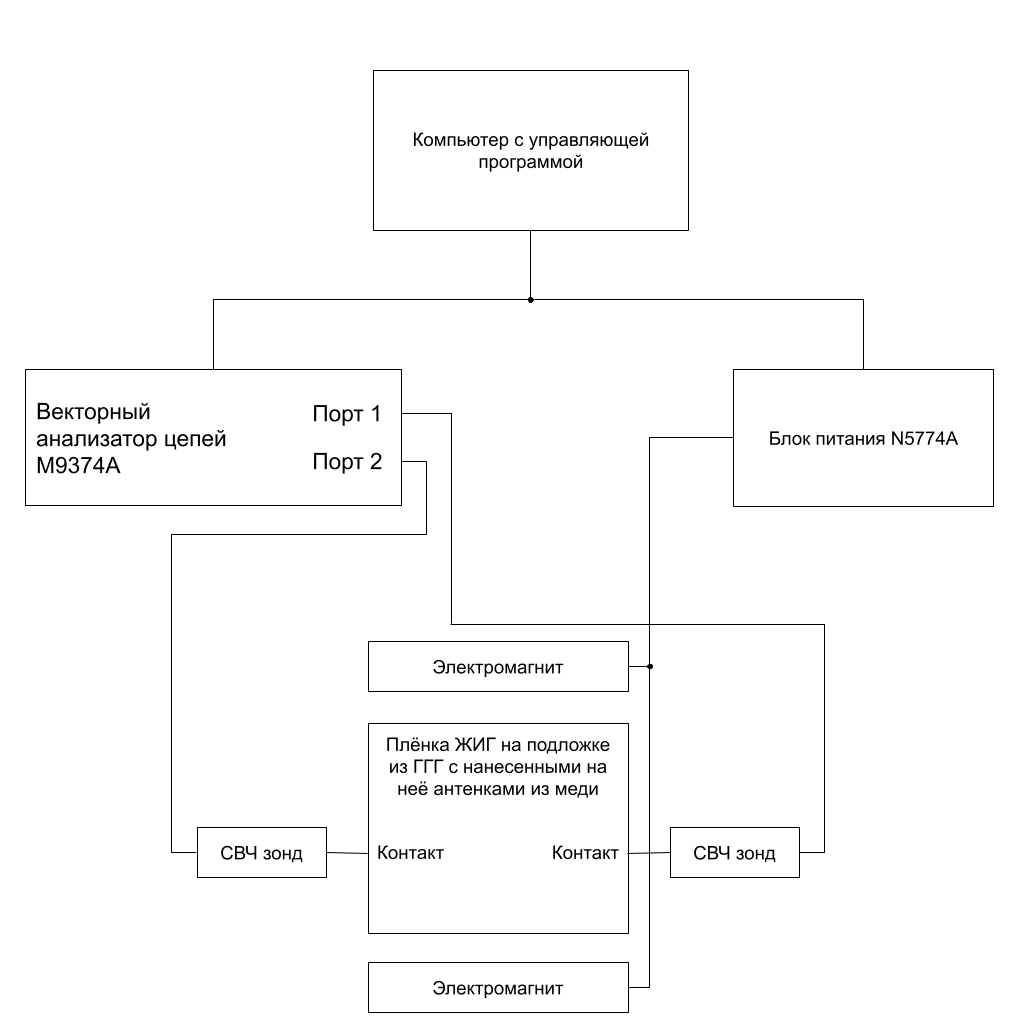 Компьютер с управляющей
программой
Векторный
анализатор цепей
M9374A
Порт 1
Порт 2
Блок питания N5774A
Электромагнит
Плёнка ЖИГ на подложке
из ГГГ с нанесенными на
неё антенками из меди
СВЧ зонд
Контакт
Контакт
СВЧ зонд
Электромагнит